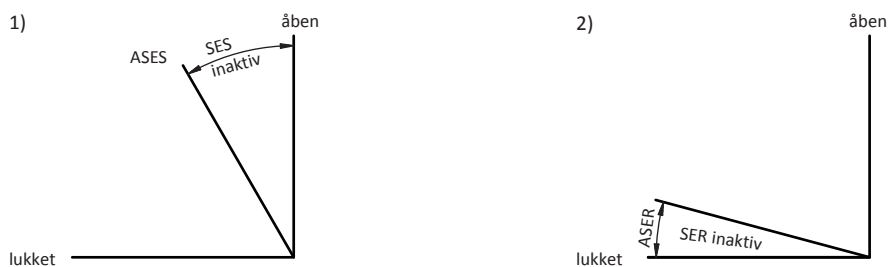 1)
åben
ASES
SES
inaktiv
lukket
2)
åben
ASER
SER inaktiv
lukket